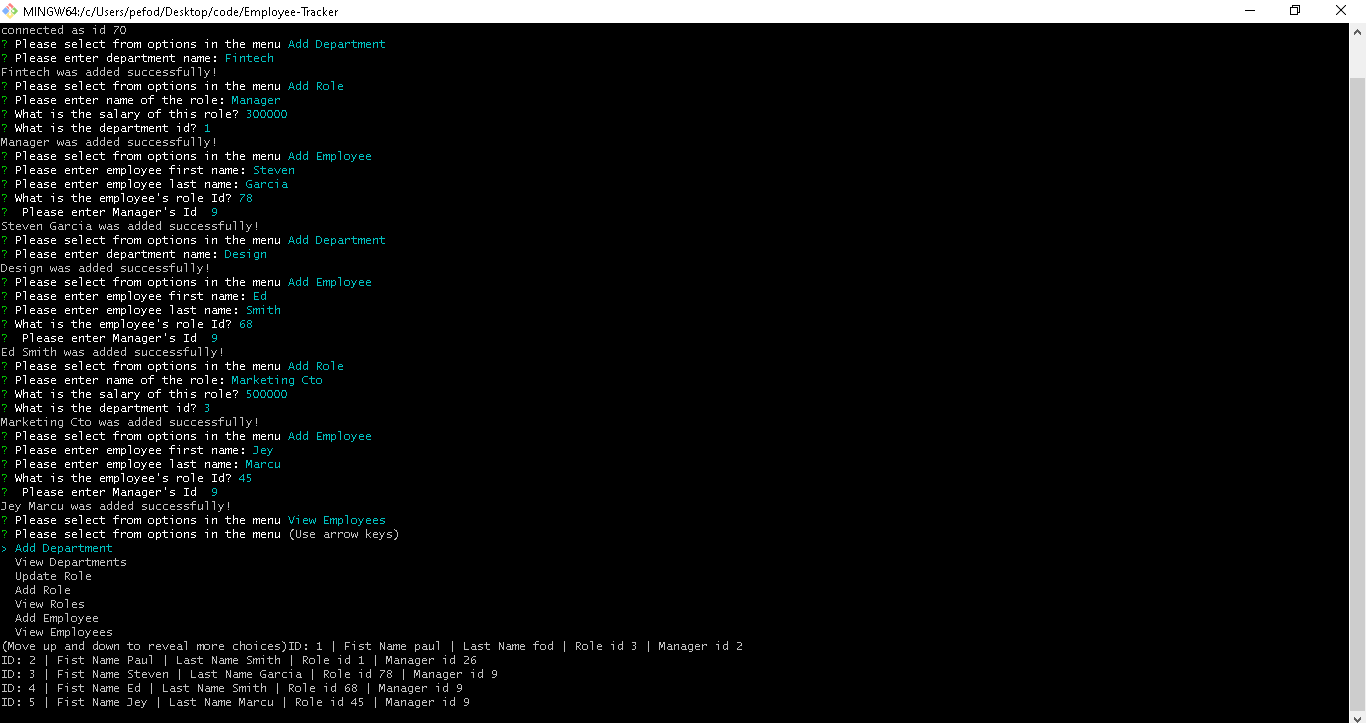 MINGW64:/c/Users/pefod/Desktop/code/Employee-Tracker
connected as id 70
? Please select from options in the menu Add Department
? Please enter department name: Fintech
Fintech was added successfully!
? Please select from options in the menu Add Role
? Please enter name of the role: Manager
? What is the salary of this role? 300000
? What is the department id? 1
Manager was added successfully!
? Please select from options in the menu Add Employee
? Please enter employee first name: Steven
? Please enter employee last name: Garcia
? What is the employee's role Id? 78
?  Please enter Manager's Id  9
Steven Garcia was added successfully!
? Please select from options in the menu Add Department
? Please enter department name: Design
Design was added successfully!
? Please select from options in the menu Add Employee
? Please enter employee first name: Ed
? Please enter employee last name: Smith
? What is the employee's role Id? 68
?  Please enter Manager's Id  9
Ed Smith was added successfully!
? Please select from options in the menu Add Role
? Please enter name of the role: Marketing Cto
? What is the salary of this role? 500000
? What is the department id? 3
Marketing Cto was added successfully!
? Please select from options in the menu Add Employee
? Please enter employee first name: Jey
? Please enter employee last name: Marcu
? What is the employee's role Id? 45
?  Please enter Manager's Id  9
Jey Marcu was added successfully!
? Please select from options in the menu View Employees
? Please select from options in the menu (Use arrow keys)
> Add Department
  View Departments
  Update Role
  Add Role
  View Roles
  Add Employee
  View Employees
(Move up and down to reveal more choices)ID: 1 | Fist Name paul | Last Name fod | Role id 3 | Manager id 2
ID: 2 | Fist Name Paul | Last Name Smith | Role id 1 | Manager id 26
ID: 3 | Fist Name Steven | Last Name Garcia | Role id 78 | Manager id 9
ID: 4 | Fist Name Ed | Last Name Smith | Role id 68 | Manager id 9
ID: 5 | Fist Name Jey | Last Name Marcu | Role id 45 | Manager id 9